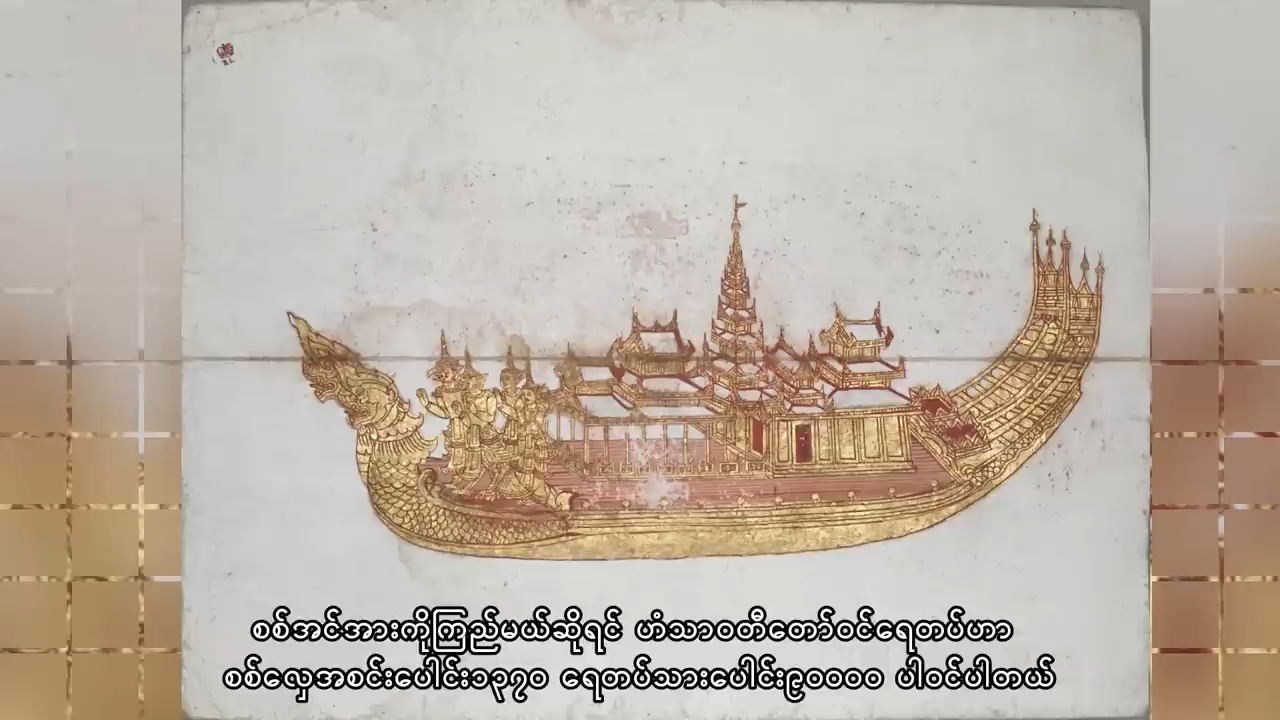 စစ်အင်အားကိုကြည်မယ်ဆိုရင် ဟံသာဝတီတော်ဝင်ရေတပ်ဟာ
စစ်လှေအစင်းပေါင်း၁၃၇၀ ရေတပ်သားပေါင်း၉၀၀၀၀ ပါဝင်ပါတယ်